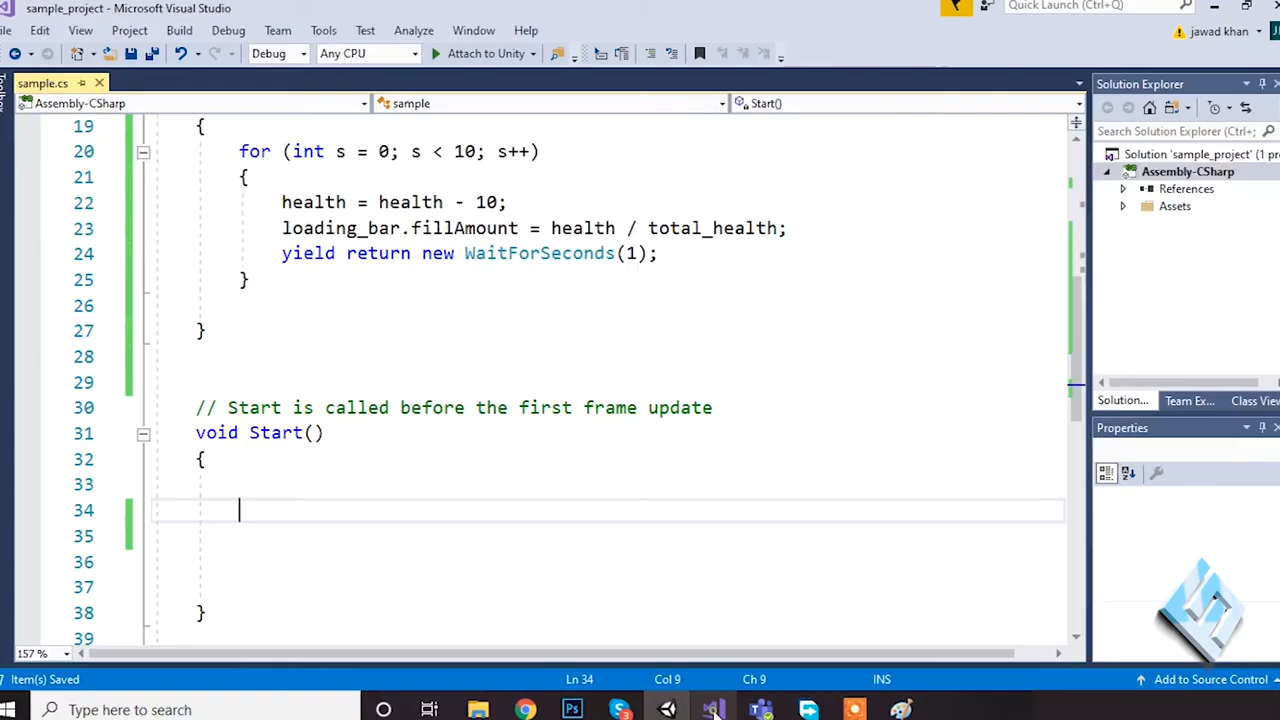 sample_project - Microsoft Visual Studio
Quick Launch (Ctrl+Q)
Edit View Project Build Debug Team Tools Test Analyze Window Help
jawad khan
Debug Any CPU Attach to Unity
sample.cs
Assembly-CSharp sample Start()
19 {
20 for (int s = 0; s < 10; s++)
21 {
22 health = health - 10;
23 loading_bar.fillAmount = health / total_health;
24 yield return new WaitForSeconds(1);
25 }
26
27 }
28
29
30 // Start is called before the first frame update
31 void Start()
32 {
33
34
35
36
37
38 }
39
157 %
Solution Explorer
Search Solution Explorer (Ctrl+;
Solution 'sample_project' (1 p
Assembly-CSharp
References
Assets
Solution... Team Ex... Class View
Properties
Item(s) Saved Ln 34 Col 9 Ch 9 INS Add to Source Control
Type here to search